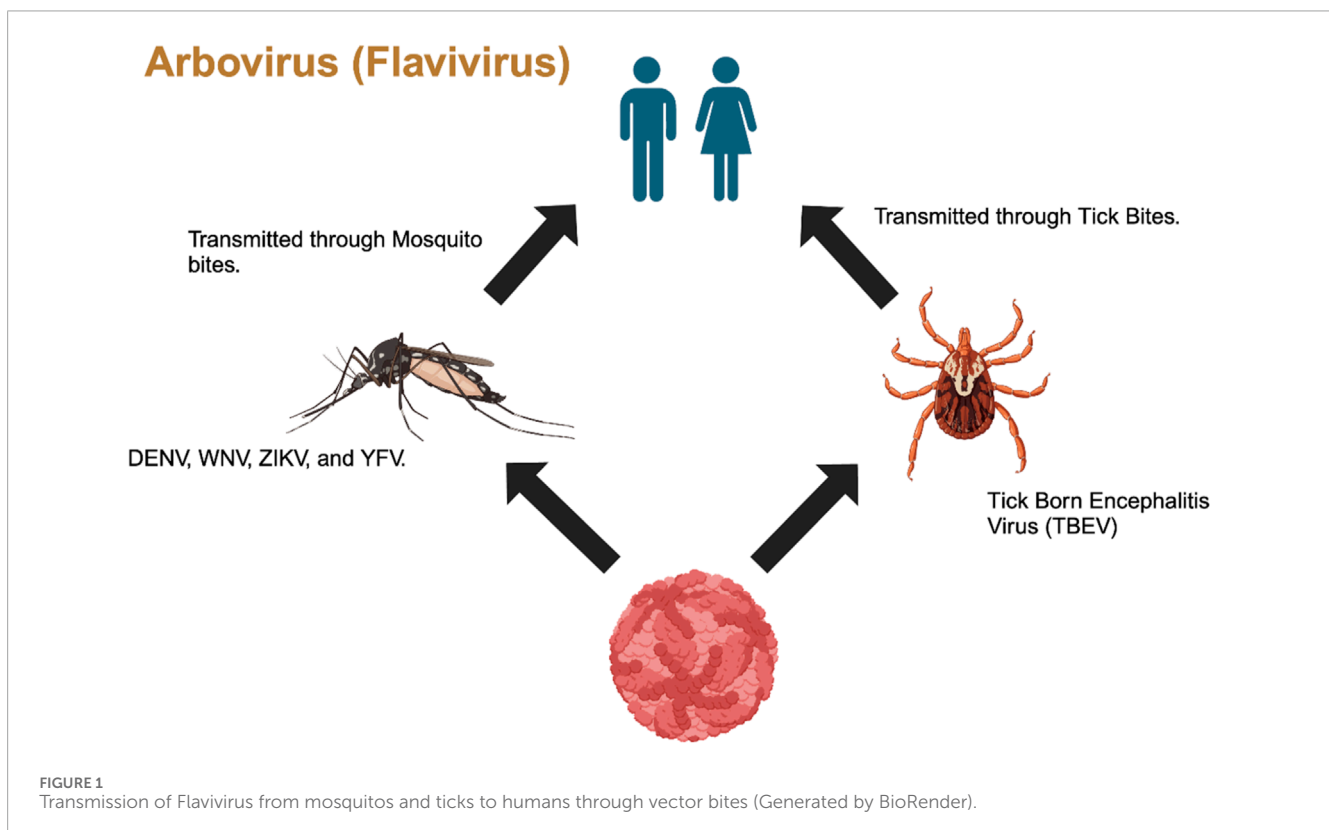 Arbovirus (Flavivirus)
Transmitted through Mosquito
bites.
Transmitted through Tick Bites.
DENV, WNV, ZIKV, and YFV.
Tick Born Encephalitis
Virus (TBEV)
FIGURE 1
Transmission of Flavivirus from mosquitos and ticks to humans through vector bites (Generated by BioRender).